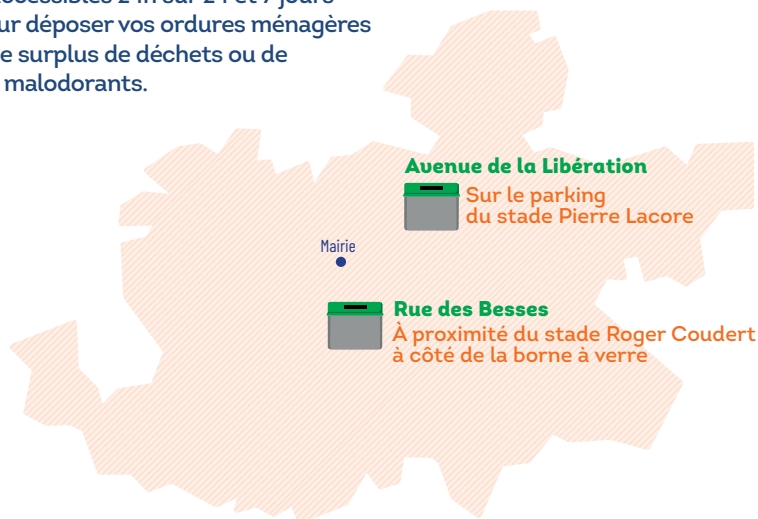 accessibles 24h sur 24 et 7 jours
ur déposer vos ordures ménagères
e surplus de déchets ou de
malodorants.
Avenue de la Libération
Sur le parking
du stade Pierre Lacore
Mairie
Rue des Besses
À proximité du stade Roger Coudert
à côté de la borne à verre